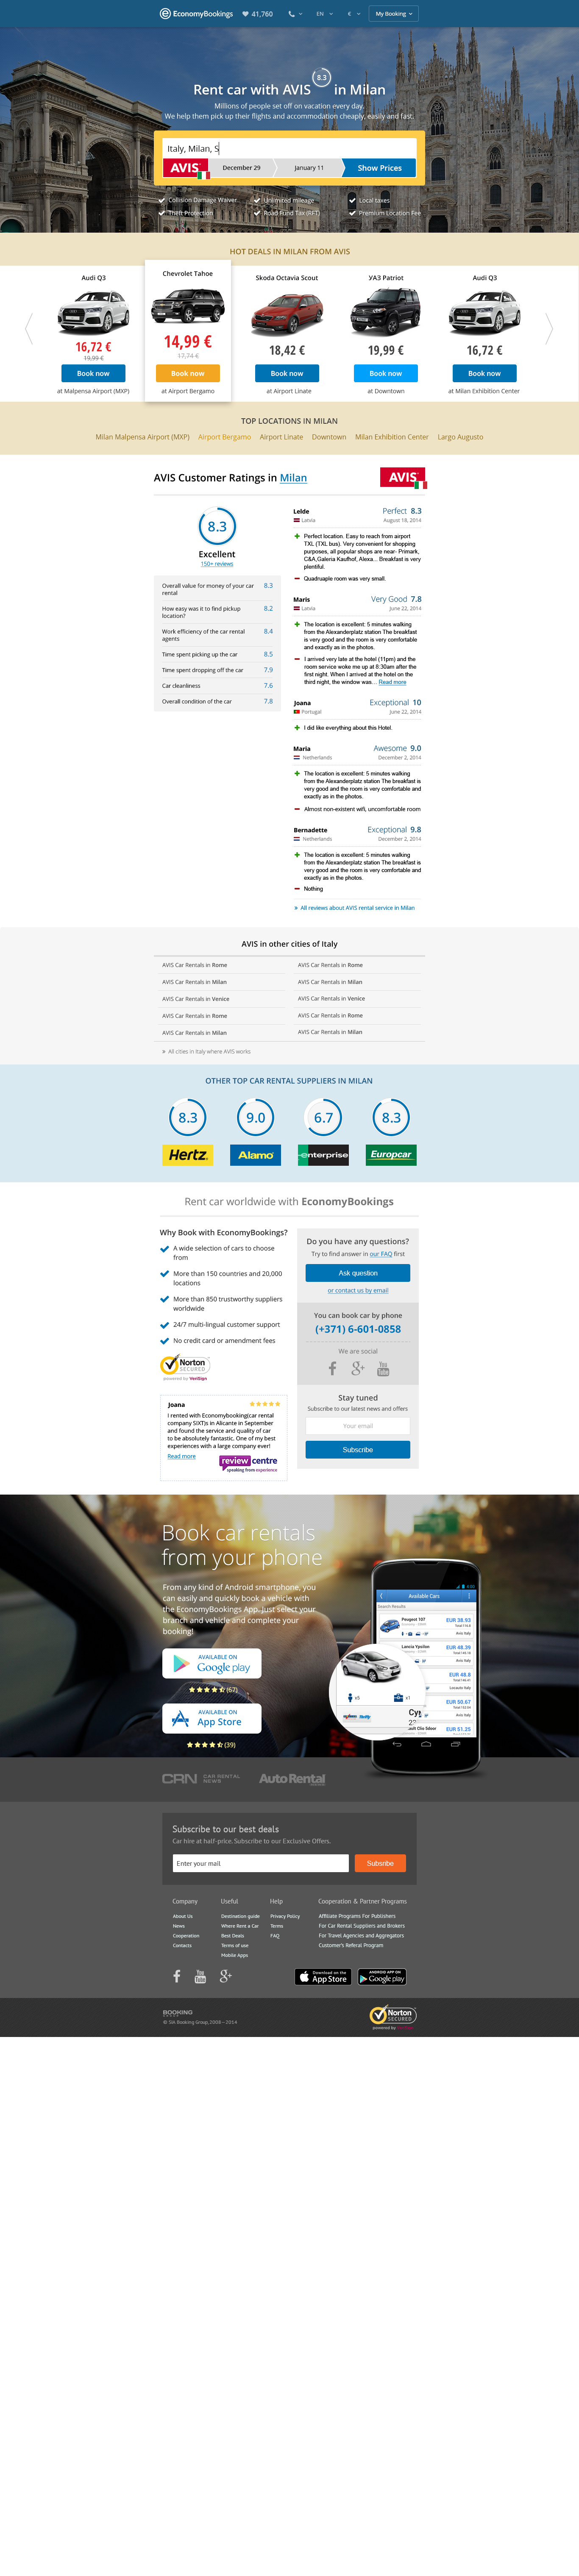 EconomyBookings 41,760 EN € My Booking
Rent car with AVIS 8.3 in Milan
Millions of people set off on vacation every day.
We help them pick up their flights and accommodation cheaply, easily and fast.
Italy, Milan, S
AVIS December 29 January 11 Show Prices
Collision Damage Waiver Unlimited mileage Local taxes
Theft Protection Road Fund Tax (RFT) Premium Location Fee
HOT DEALS IN MILAN FROM AVIS
Audi Q3
16,72 €
19,99 €
Book now
at Malpensa Airport (MXP)
Chevrolet Tahoe
14,99 €
17,74 €
Book now
at Airport Bergamo
Skoda Octavia Scout
18,42 €
Book now
at Airport Linate
УАЗ Patriot
19,99 €
Book now
at Downtown
Audi Q3
16,72 €
Book now
at Milan Exhibition Center
TOP LOCATIONS IN MILAN
Milan Malpensa Airport (MXP) Airport Bergamo Airport Linate Downtown Milan Exhibition Center Largo Augusto
AVIS Customer Ratings in Milan
AVIS
8.3
Excellent
150+ reviews
Overall value for money of your car rental 8.3
How easy was it to find pickup location? 8.2
Work efficiency of the car rental agents 8.4
Time spent picking up the car 8.5
Time spent dropping off the car 7.9
Car cleanliness 7.6
Overall condition of the car 7.8
Lelde Perfect 8.3
Latvia August 18, 2014
Perfect location. Easy to reach from airport
TXL (TXL bus). Very convenient for shopping
purposes, all popular shops are near- Primark,
C&A,Galeria Kaufhof, Alexa... Breakfast is very
plentiful.
Quadruaple room was very small.
Maris Very Good 7.8
Latvia June 22, 2014
The location is excellent: 5 minutes walking
from the Alexanderplatz station The breakfast
is very good and the room is very comfortable
and exactly as in the photos.
I arrived very late at the hotel (11pm) and the
room service woke me up at 8:30am after the
first night. When I arrived at the hotel on the
third night, the window was... Read more
Joana Exceptional 10
Portugal June 22, 2014
I did like everything about this Hotel.
Maria Awesome 9.0
Netherlands December 2, 2014
The location is excellent: 5 minutes walking
from the Alexanderplatz station The breakfast is
very good and the room is very comfortable and
exactly as in the photos.
Almost non-existent wifi, uncomfortable room
Bernadette Exceptional 9.8
Netherlands December 2, 2014
The location is excellent: 5 minutes walking
from the Alexanderplatz station The breakfast is
very good and the room is very comfortable and
exactly as in the photos.
Nothing
» All reviews about AVIS rental service in Milan
AVIS in other cities of Italy
AVIS Car Rentals in Rome AVIS Car Rentals in Rome
AVIS Car Rentals in Milan AVIS Car Rentals in Milan
AVIS Car Rentals in Venice AVIS Car Rentals in Venice
AVIS Car Rentals in Rome AVIS Car Rentals in Rome
AVIS Car Rentals in Milan AVIS Car Rentals in Milan
» All cities in Italy where AVIS works
OTHER TOP CAR RENTAL SUPPLIERS IN MILAN
8.3 9.0 6.7 8.3
Hertz Alamo enterprise Europcar
Rent car worldwide with EconomyBookings
Why Book with EconomyBookings?
A wide selection of cars to choose
from
More than 150 countries and 20,000
locations
More than 850 trustworthy suppliers
worldwide
24/7 multi-lingual customer support
No credit card or amendment fees
Norton
SECURED
powered by VeriSign
Joana
I rented with Economybooking(car rental
company SIXT)s in Alicante in September
and found the service and quality of car
to be absolutely fantastic. One of my best
experiences with a large company ever!
Read more
review centre
speaking from experience
Do you have any questions?
Try to find answer in our FAQ first
Ask question
or contact us by email
You can book car by phone
(+371) 6-601-0858
We are social
Stay tuned
Subscribe to our latest news and offers
Your email
Subscribe
Book car rentals
from your phone
From any kind of Android smartphone, you
can easily and quickly book a vehicle with
the EconomyBookings App. Just select your
branch and vehicle and complete your
booking!
AVAILABLE ON
Google play
(67)
AVAILABLE ON
App Store
(39)
Available Cars
Search Results
Peugeot 107
EUR 38.93
Lancia Ypsilon
EUR 48.39
EUR 48.8
EUR 50.67
EUR 51.25
x5 x1
CRN CAR RENTAL NEWS
Auto Rental
Subscribe to our best deals
Car hire at half-price. Subscribe to our Exclusive Offers.
Enter your mail Subsribe
Company
About Us
News
Cooperation
Contacts
Useful
Destination guide
Where Rent a Car
Best Deals
Terms of use
Mobile Apps
Help
Privacy Policy
Terms
FAQ
Cooperation & Partner Programs
Affiliate Programs For Publishers
For Car Rental Suppliers and Brokers
For Travel Agencies and Aggregators
Customer's Referal Program
Download on the
App Store
ANDROID APP ON
Google play
BOOKING
GROUP
© SIA Booking Group, 2008 – 2014
Norton
SECURED
powered by VeriSign